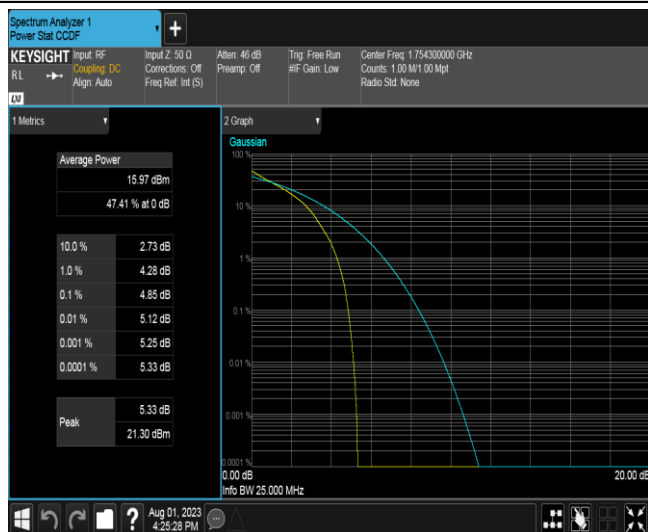 Spectrum Analyzer 1
Power Stat CCDF
+
KEYSIGHT
RL
LXI
Input: RF
Coupling: DC
Align: Auto
Input Z: 50 Ω
Corrections: Off
Freq Ref: Int (S)
Atten: 46 dB
Preamp: Off
Trig: Free Run
#IF Gain: Low
Center Freq: 1.754300000 GHz
Counts: 1.00 M/1.00 Mpt
Radio Std: None
1 Metrics
Average Power
15.97 dBm
47.41 % at 0 dB
10.0 % 2.73 dB
1.0 % 4.28 dB
0.1 % 4.85 dB
0.01 % 5.12 dB
0.001 % 5.25 dB
0.0001 % 5.33 dB
Peak
5.33 dB
21.30 dBm
2 Graph
Gaussian
100 %
10 %
1 %
0.1 %
0.01 %
0.001 %
0.0001 %
0.00 dB 20.00 dB
Info BW 25.000 MHz
?
Aug 01, 2023
4:25:28 PM